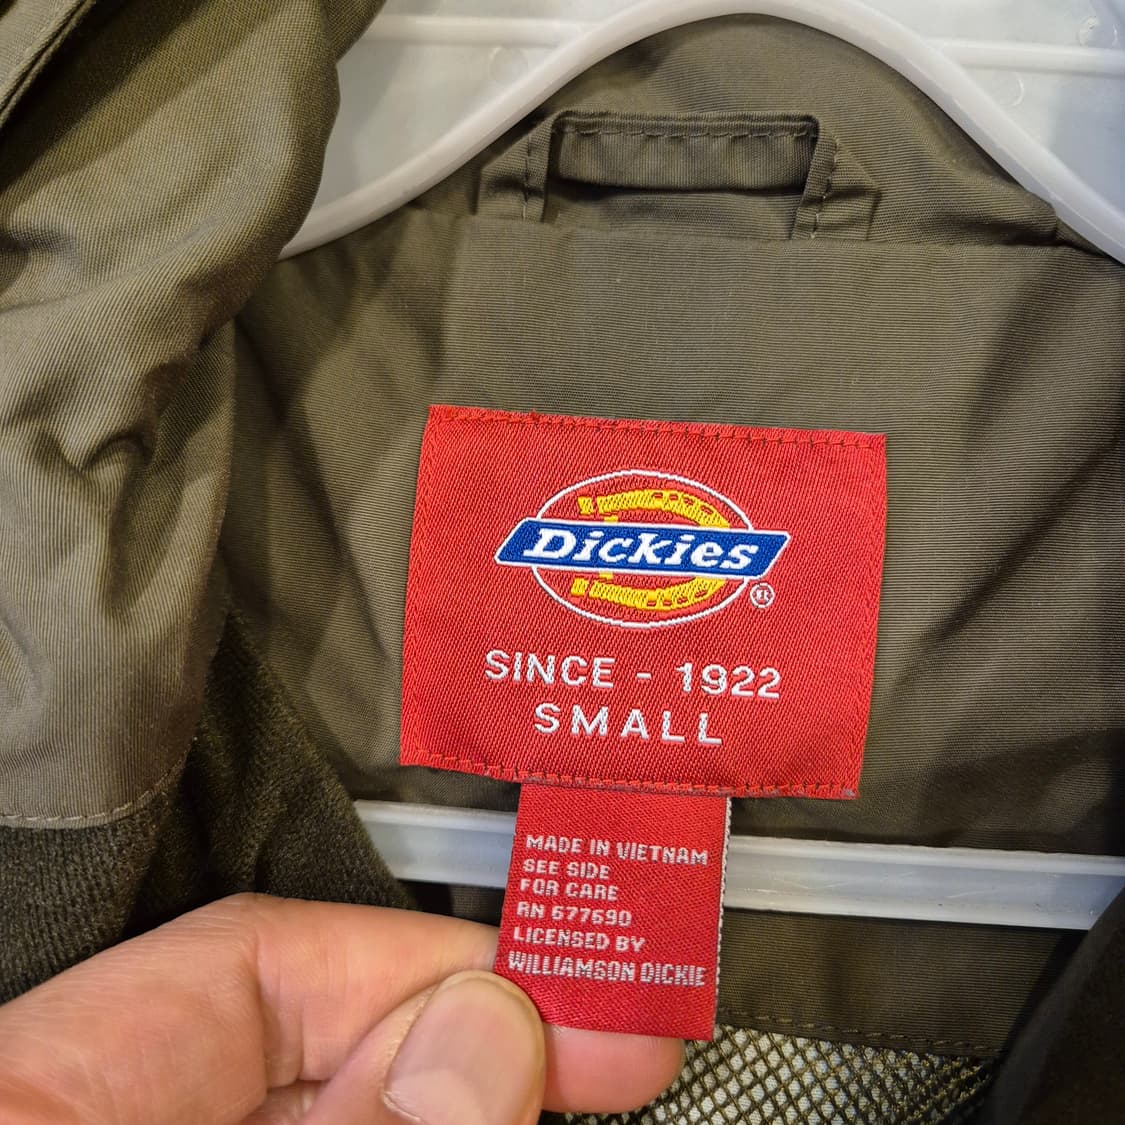 Dickies
®
SINCE - 1922
SMALL
MADE IN VIETNAM
SEE SIDE
FOR CARE
RN 677690
LICENSED BY
WILLIAMSON DICKIE